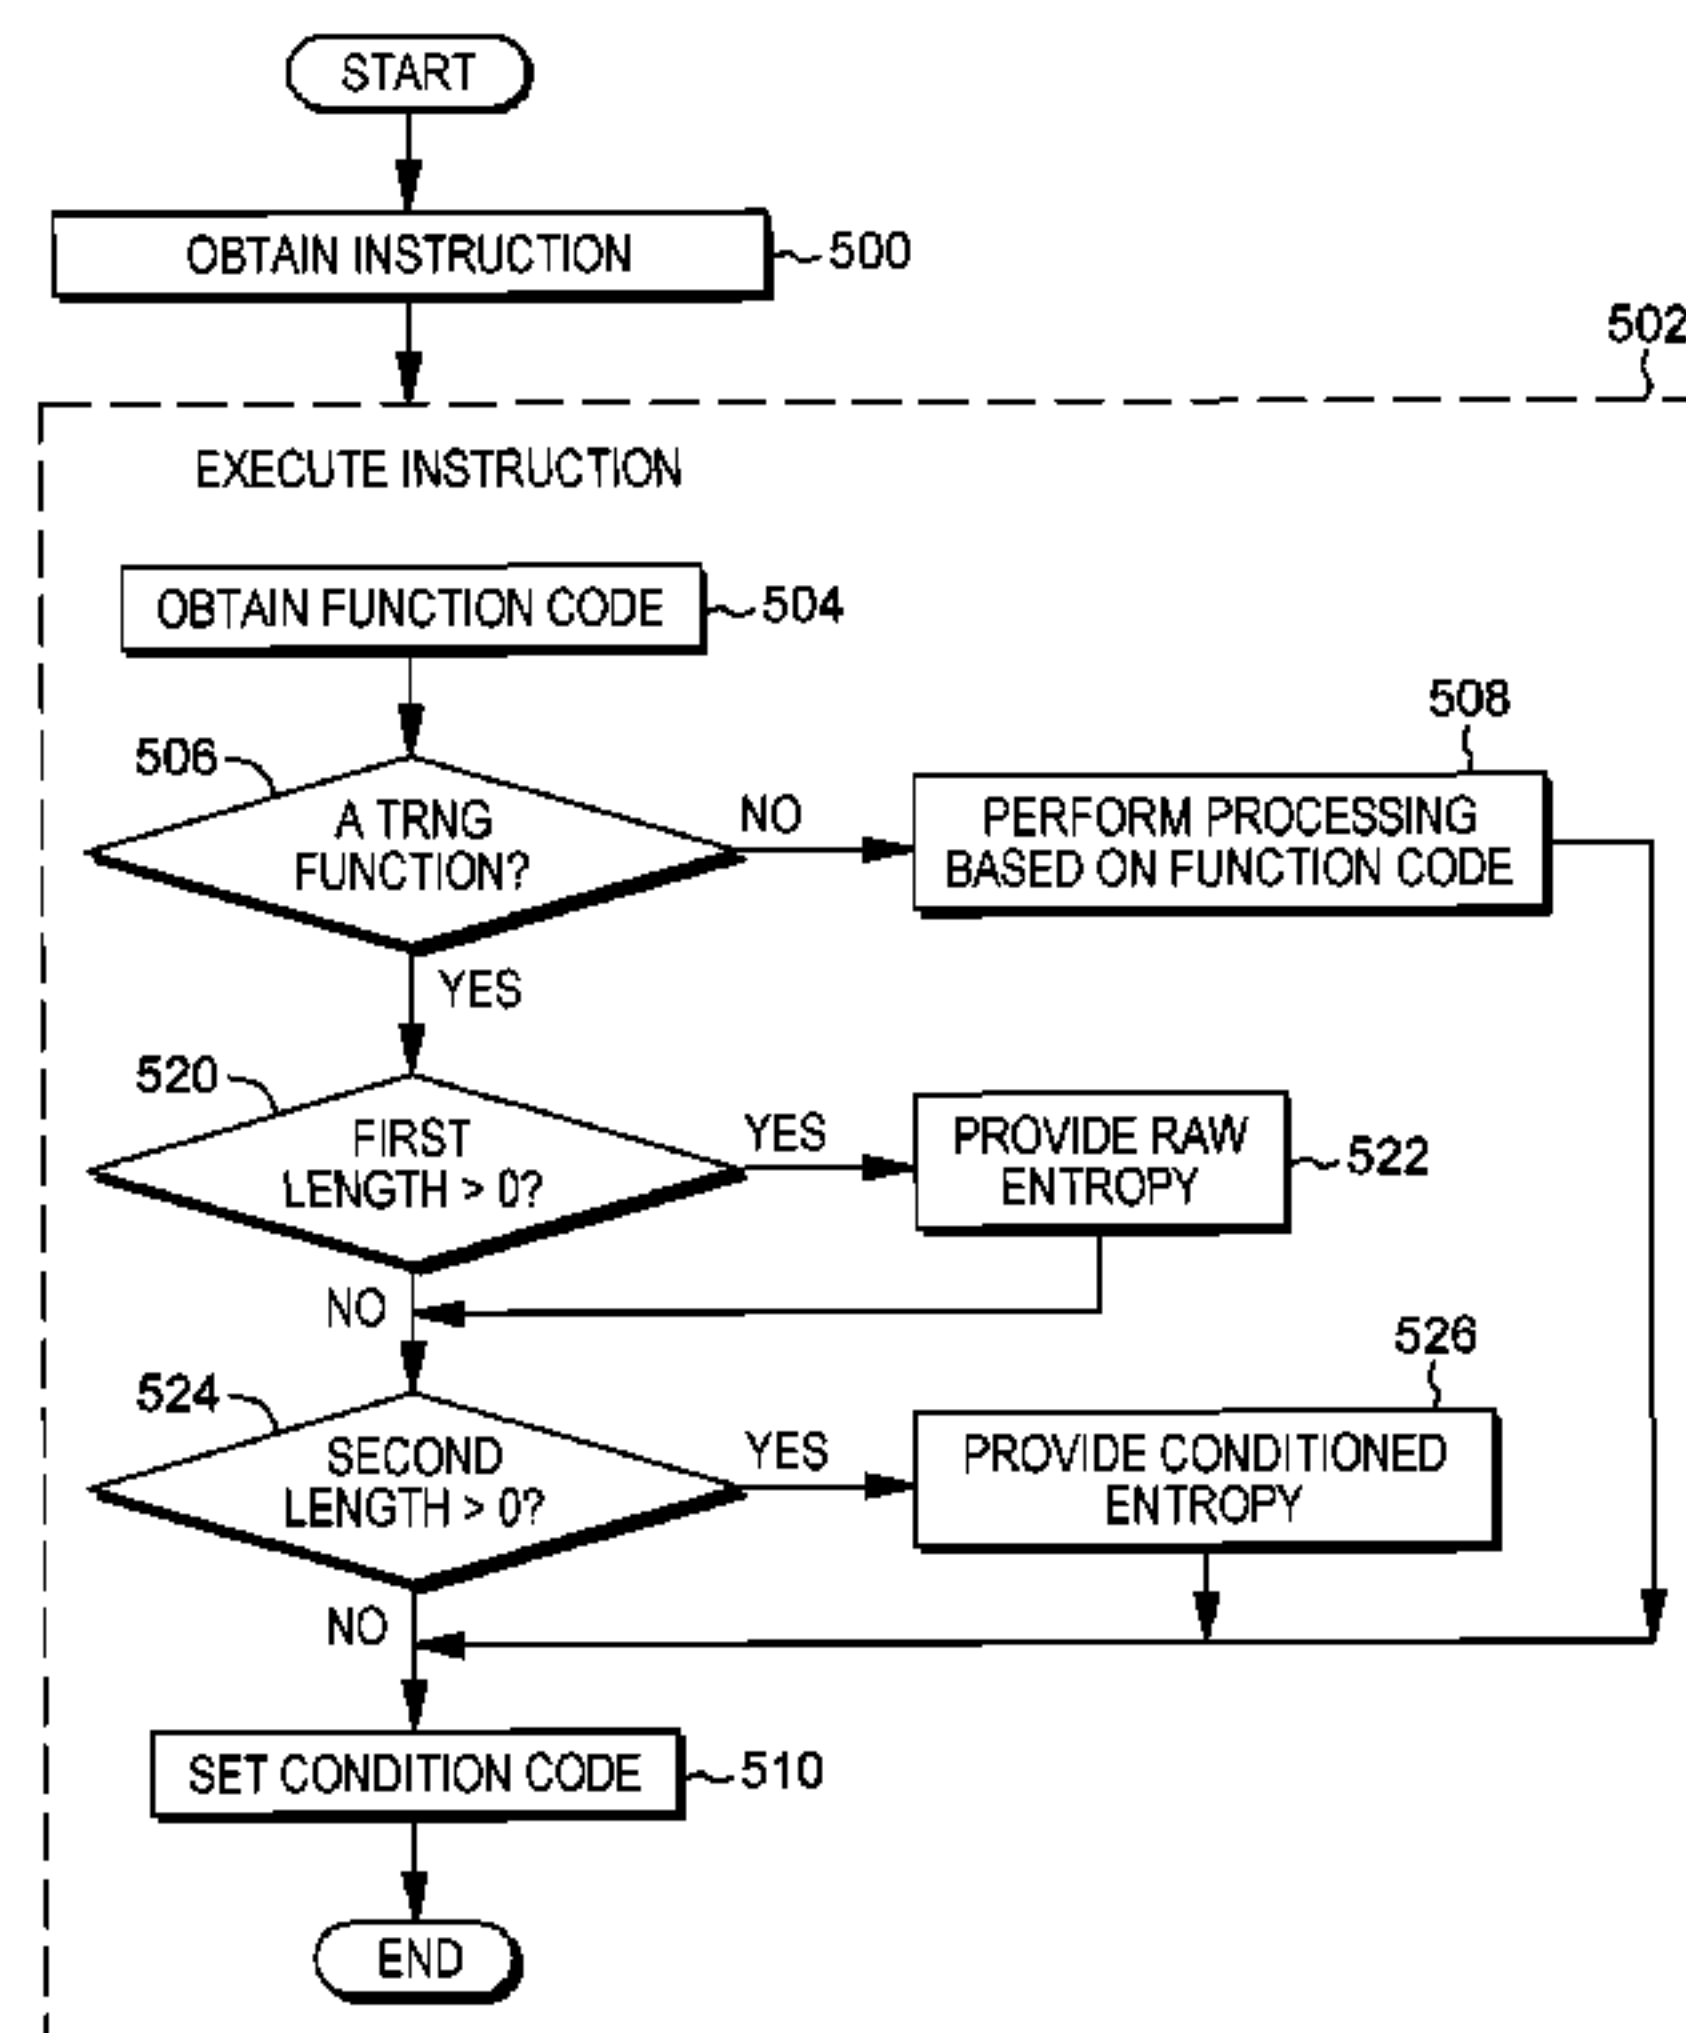 START
OBTAIN INSTRUCTION
500
502
EXECUTE INSTRUCTION
OBTAIN FUNCTION CODE
504
506
A TRNG
FUNCTION?
NO
508
PERFORM PROCESSING
BASED ON FUNCTION CODE
YES
520
FIRST
LENGTH > 0?
YES
PROVIDE RAW
ENTROPY
522
NO
524
SECOND
LENGTH > 0?
YES
526
PROVIDE CONDITIONED
ENTROPY
NO
SET CONDITION CODE
510
END